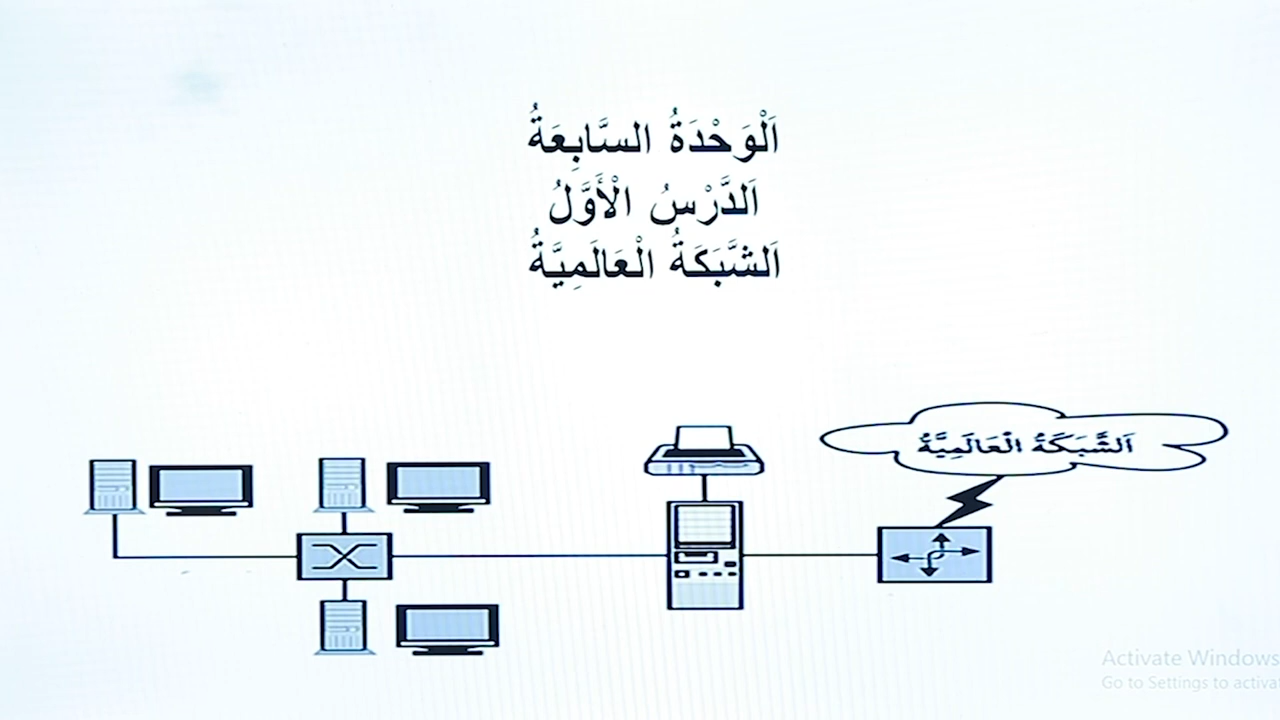 اَلْوَحْدَةُ السَّابِعَةُ
اَلدَّرْسُ الْأَوَّلُ
اَلشَّبَكَةُ الْعَالَمِيَّةُ
اَلشَّبَكَةُ الْعَالَمِيَّةُ
Activate Windows
Go to Settings to activat